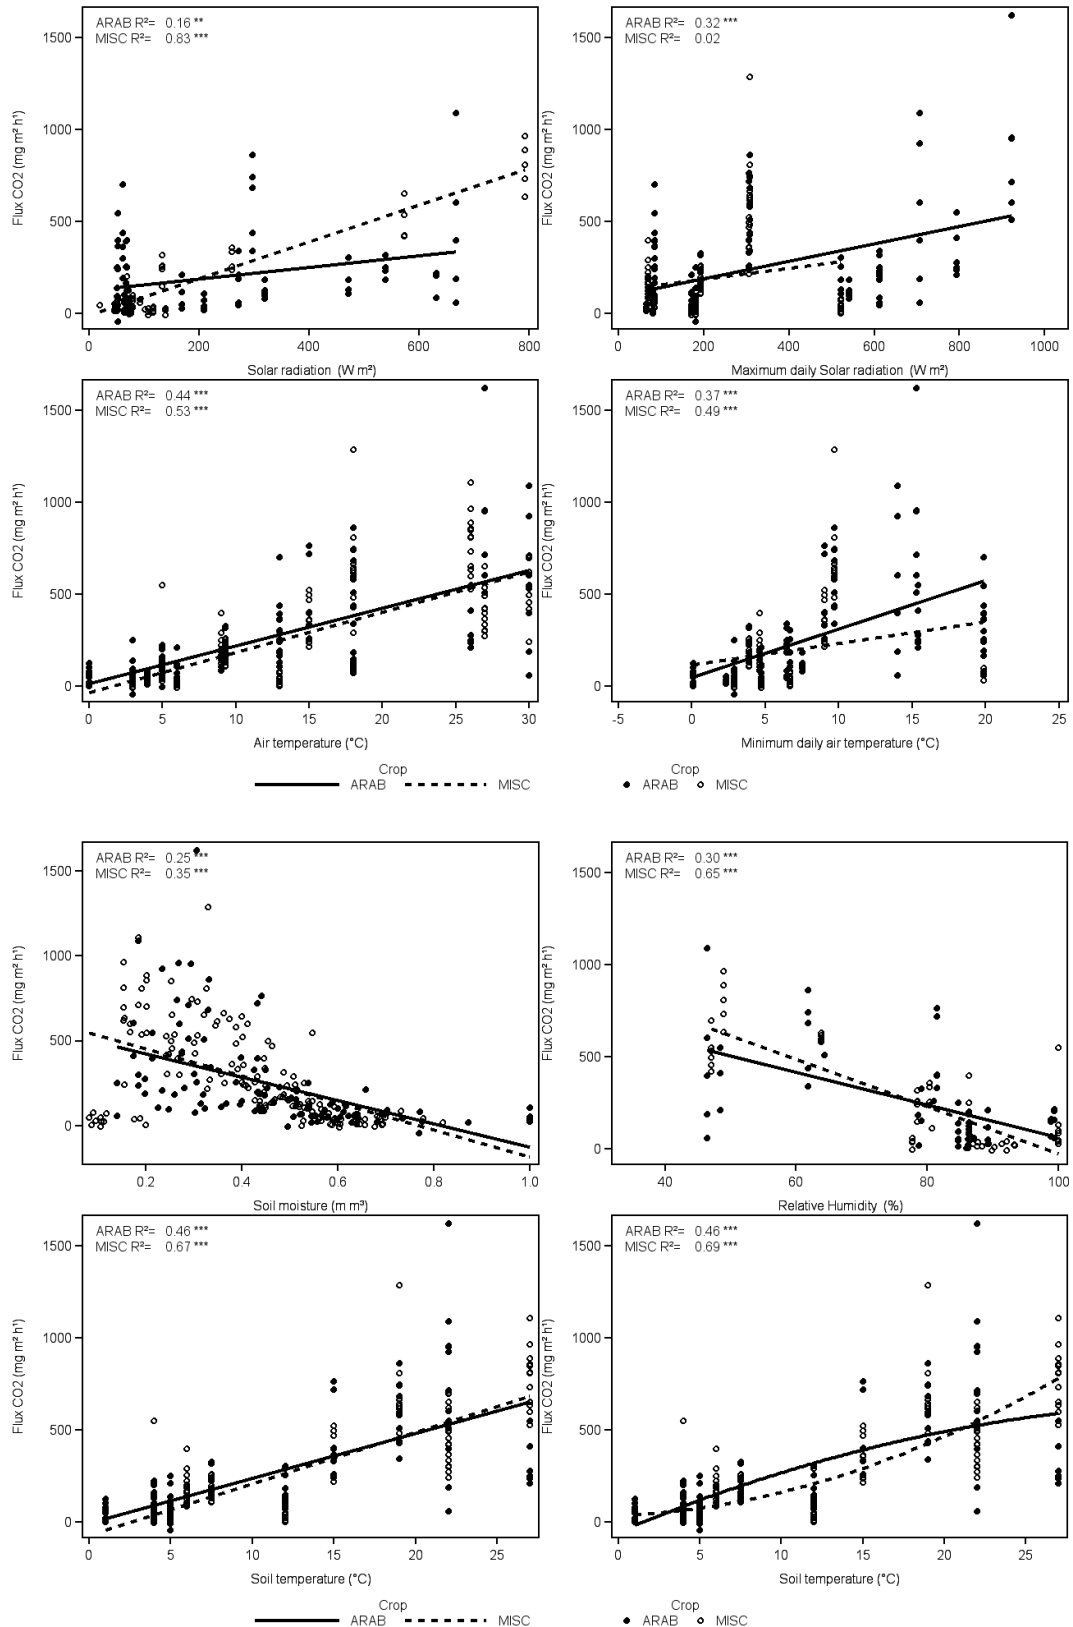 ARAB R²= 0.16 **
MISC R²= 0.83 ***
1500
1000
500
0
Flux CO2 (mg m² h¹)
0 200 400 600 800
Solar radiation (W m²)
ARAB R²= 0.32 ***
MISC R²= 0.02
1500
1000
500
0
Flux CO2 (mg m² h¹)
0 200 400 600 800 1000
Maximum daily Solar radiation (W m²)
ARAB R²= 0.44 ***
MISC R²= 0.53 ***
1500
1000
500
0
Flux CO2 (mg m² h¹)
0 5 10 15 20 25 30
Air temperature (°C)
ARAB R²= 0.37 ***
MISC R²= 0.49 ***
1500
1000
500
0
Flux CO2 (mg m² h¹)
-5 0 5 10 15 20 25
Minimum daily air temperature (°C)
Crop
ARAB MISC
Crop
ARAB MISC
ARAB R²= 0.25 ***
MISC R²= 0.35 ***
1500
1000
500
0
Flux CO2 (mg m² h¹)
0.2 0.4 0.6 0.8 1.0
Soil moisture (m m³)
ARAB R²= 0.30 ***
MISC R²= 0.65 ***
1500
1000
500
0
Flux CO2 (mg m² h¹)
40 60 80 100
Relative Humidity (%)
ARAB R²= 0.46 ***
MISC R²= 0.67 ***
1500
1000
500
0
Flux CO2 (mg m² h¹)
0 5 10 15 20 25
Soil temperature (°C)
ARAB R²= 0.46 ***
MISC R²= 0.69 ***
1500
1000
500
0
Flux CO2 (mg m² h¹)
0 5 10 15 20 25
Soil temperature (°C)
Crop
ARAB MISC
Crop
ARAB MISC